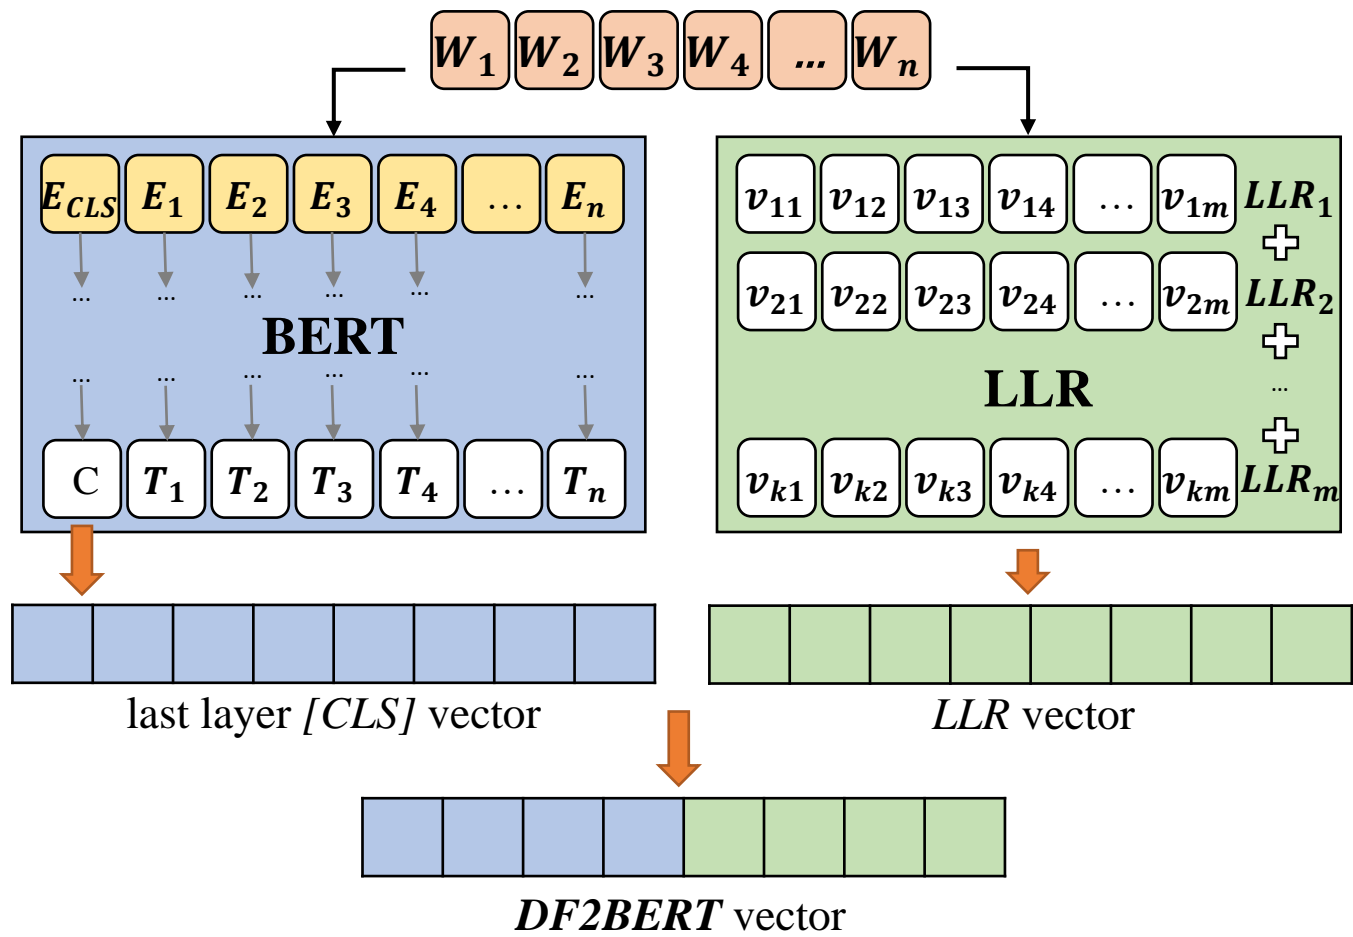 W₁ W₂ W₃ W₄ ... Wₙ
E_CLS E₁ E₂ E₃ E₄ ... Eₙ
... ... ... ... ... ...
BERT
... ... ... ... ... ...
C T₁ T₂ T₃ T₄ ... Tₙ
v₁₁ v₁₂ v₁₃ v₁₄ ... v₁ₘ LLR₁
+
v₂₁ v₂₂ v₂₃ v₂₄ ... v₂ₘ LLR₂
+
LLR
...
+
vₖ₁ vₖ₂ vₖ₃ vₖ₄ ... vₖₘ LLRₘ
last layer [CLS] vector
LLR vector
DF2BERT vector